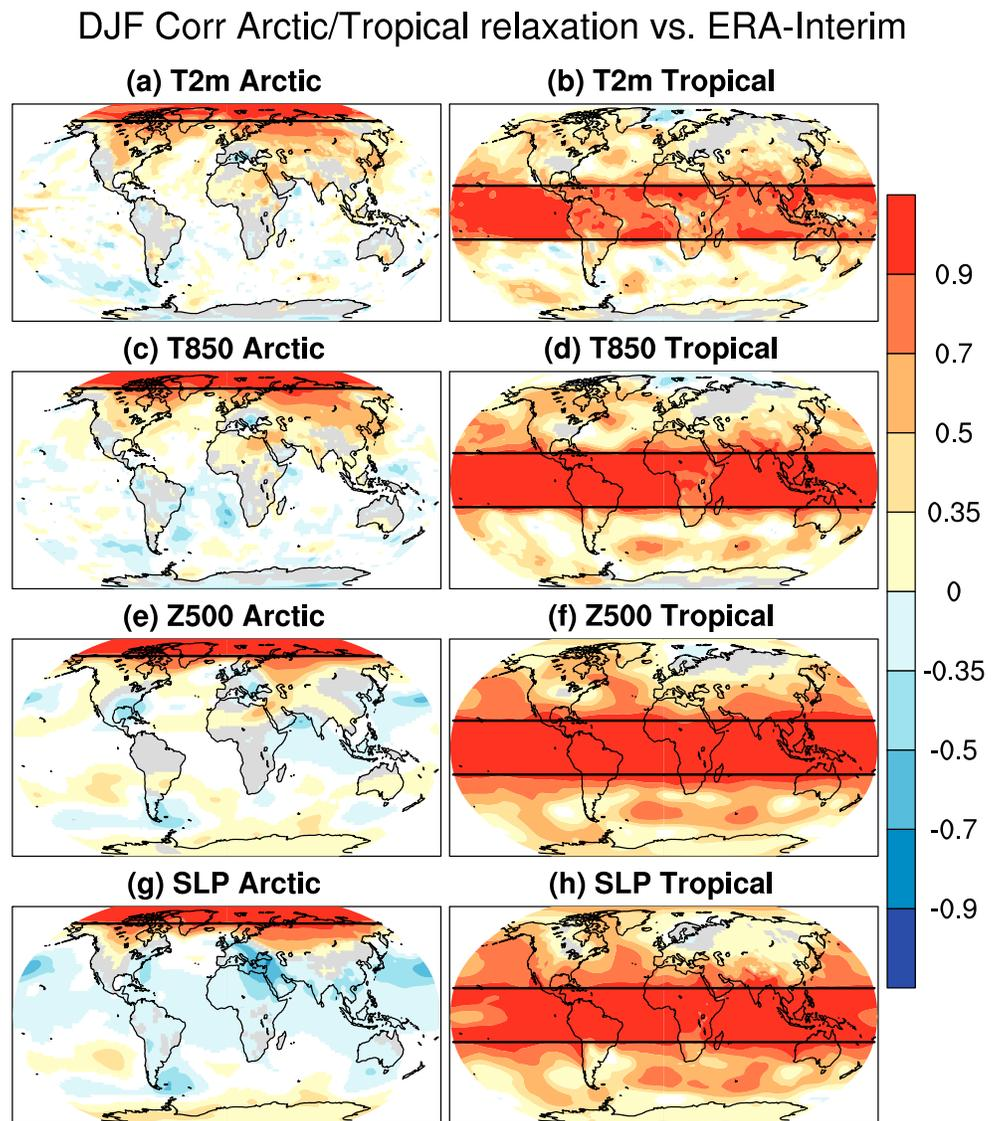 DJF Corr Arctic/Tropical relaxation vs. ERA-Interim
(a) T2m Arctic
(b) T2m Tropical
(c) T850 Arctic
(d) T850 Tropical
(e) Z500 Arctic
(f) Z500 Tropical
(g) SLP Arctic
(h) SLP Tropical
0.9
0.7
0.5
0.35
0
-0.35
-0.5
-0.7
-0.9